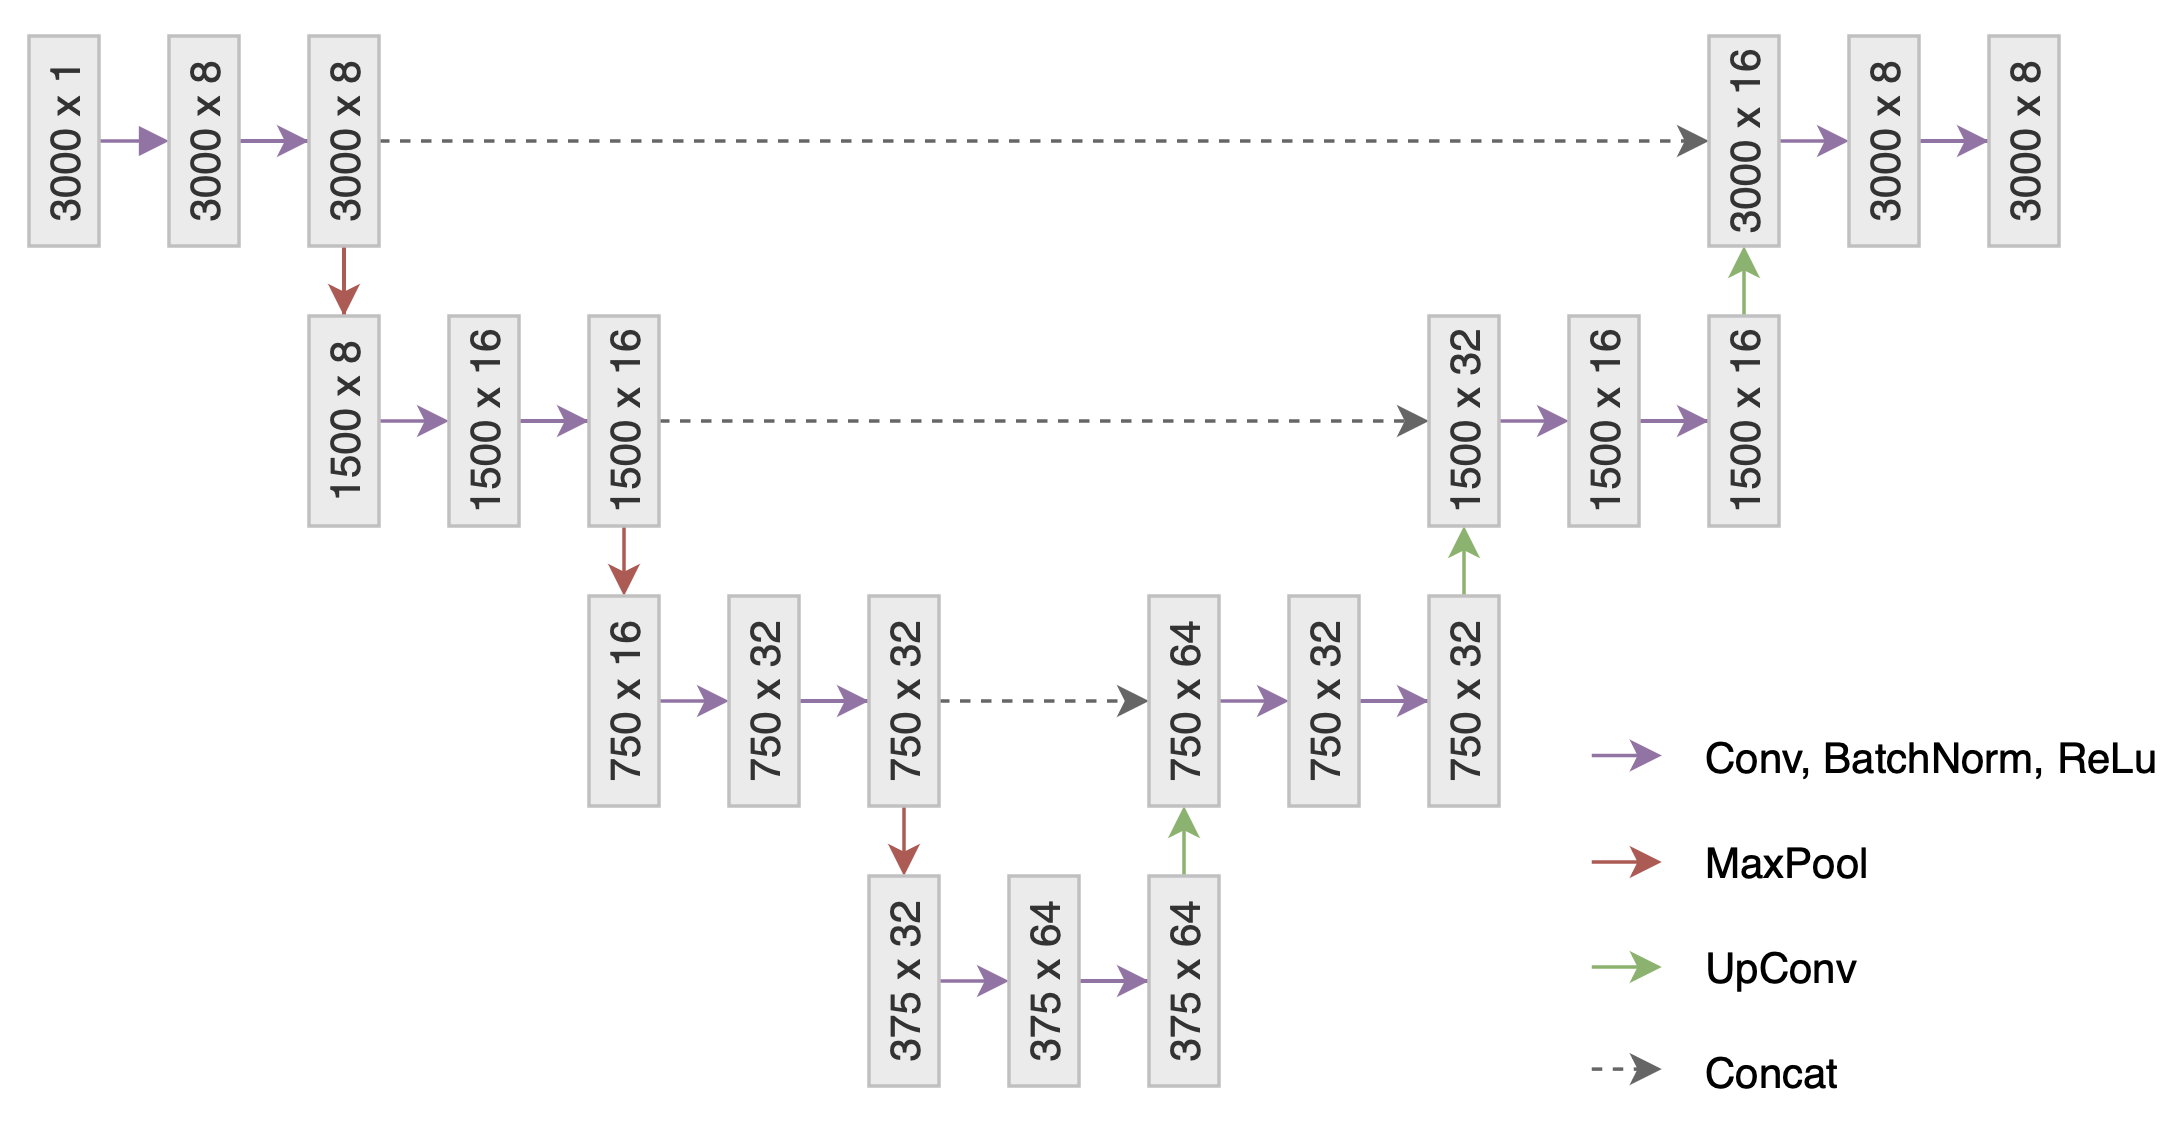 3000 x 1
3000 x 8
3000 x 8
3000 x 16
3000 x 8
3000 x 8
1500 x 8
1500 x 16
1500 x 16
1500 x 32
1500 x 16
1500 x 16
750 x 16
750 x 32
750 x 32
750 x 64
750 x 32
750 x 32
375 x 32
375 x 64
375 x 64
Conv, BatchNorm, ReLu
MaxPool
UpConv
Concat